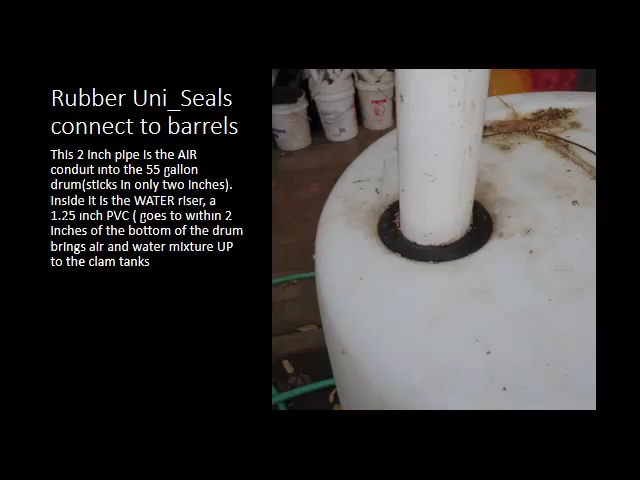 Rubber Uni_Seals
connect to barrels
This 2 inch pipe is the AIR
conduit into the 55 gallon
drum(sticks in only two inches).
Inside it is the WATER riser, a
1.25 inch PVC ( goes to within 2
inches of the bottom of the drum
brings air and water mixture UP
to the clam tanks